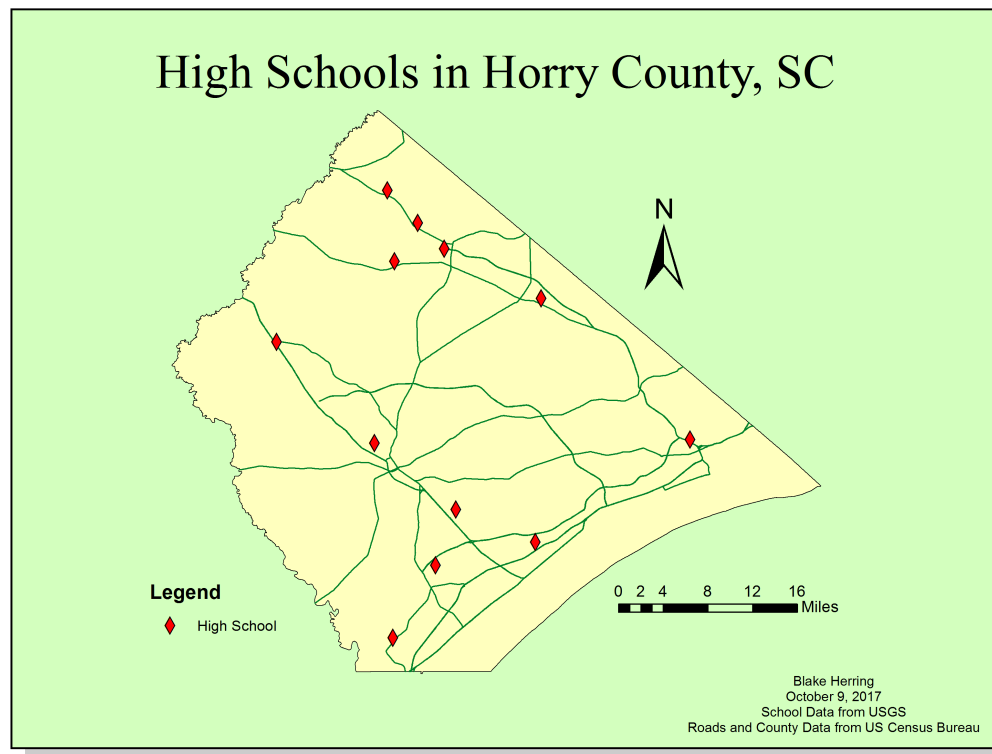 High Schools in Horry County, SC
N
Legend
High School
0 2 4 8 12 16
Miles
Blake Herring
October 9, 2017
School Data from USGS
Roads and County Data from US Census Bureau